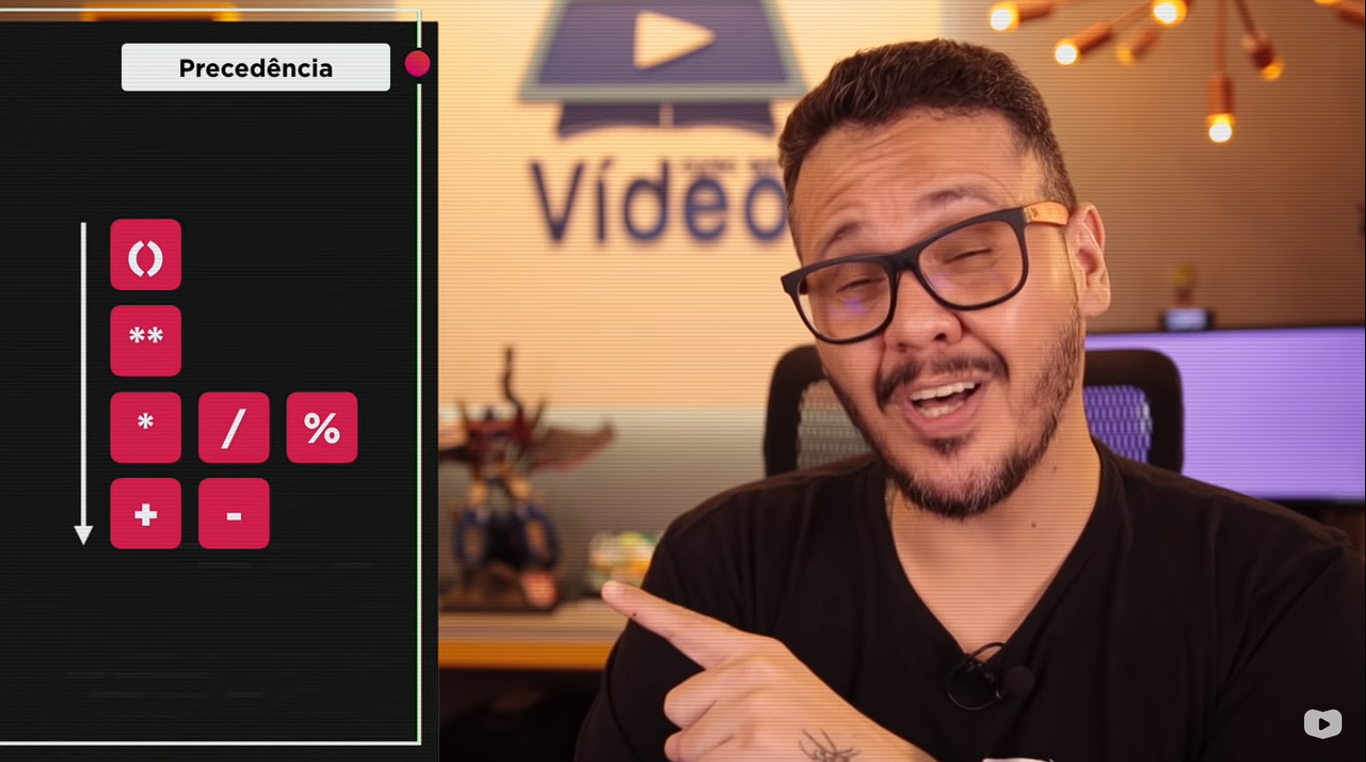 Precedência
()
**
* / %
+ -
Vídeo